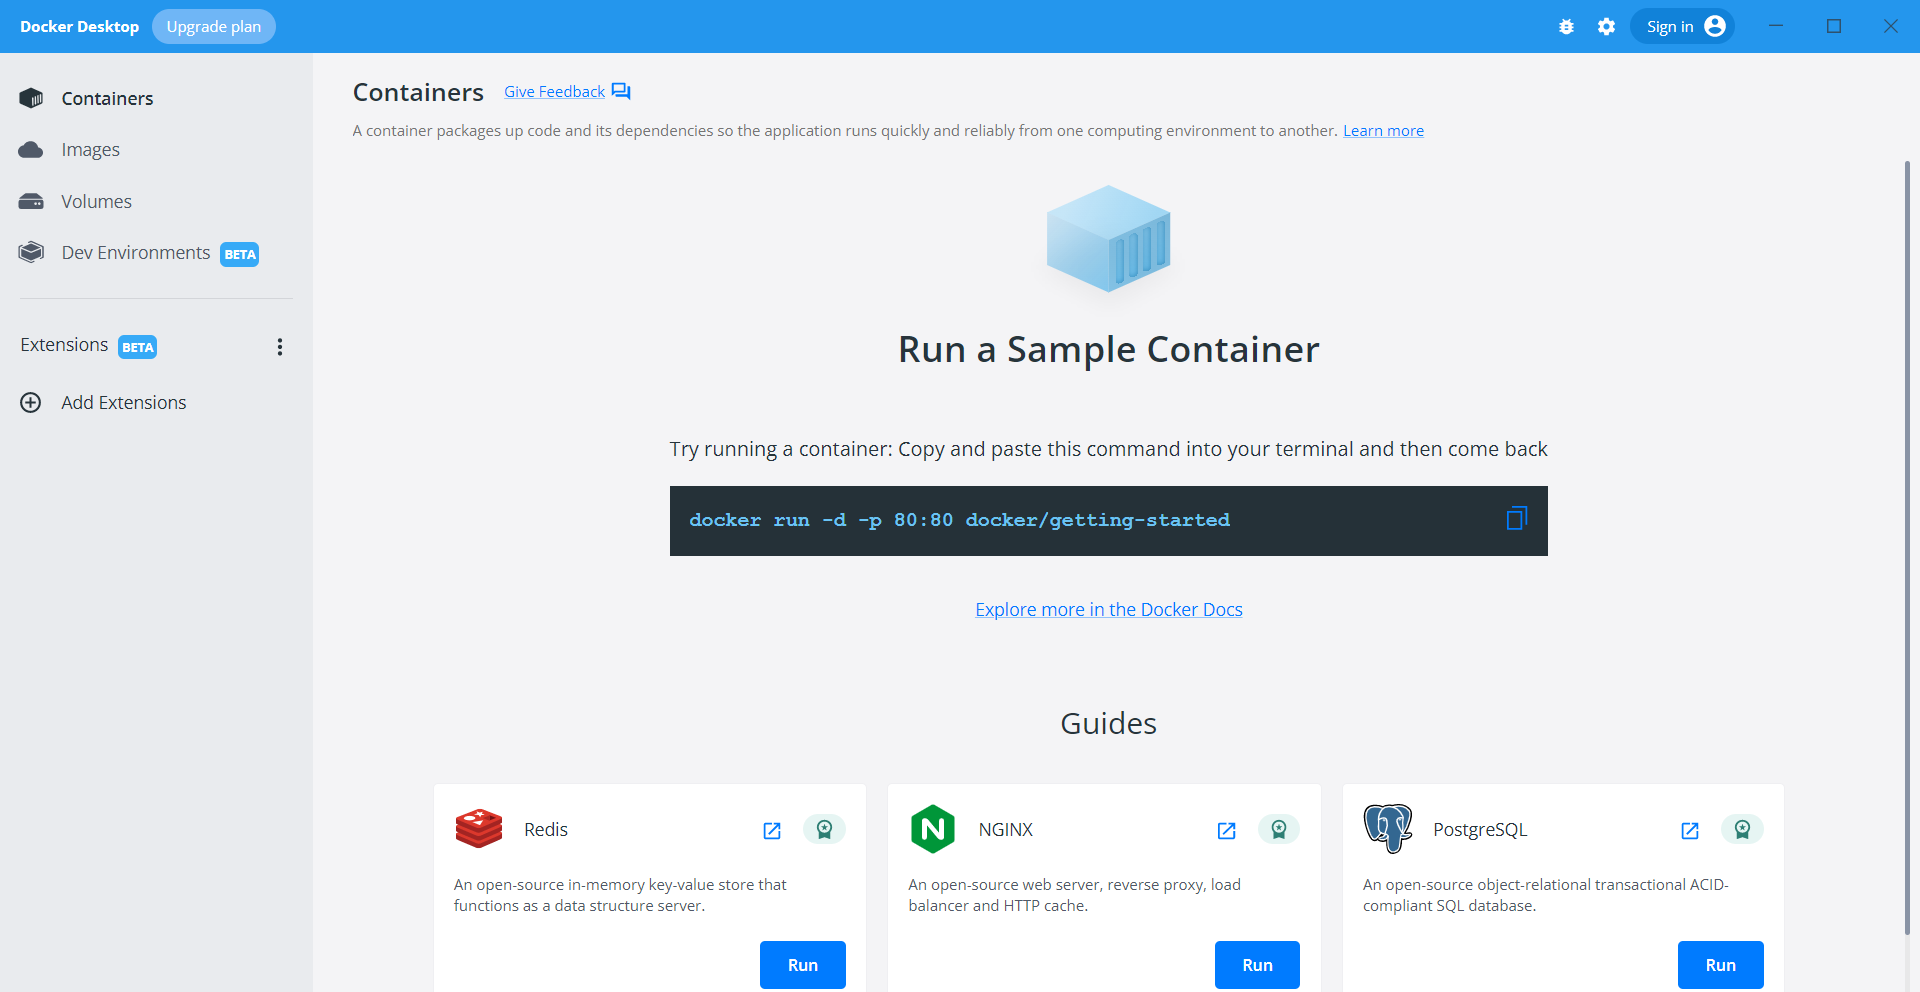 Docker Desktop Upgrade plan Sign in
Containers
Images
Volumes
Dev Environments BETA
Extensions BETA
Add Extensions
Containers Give Feedback
A container packages up code and its dependencies so the application runs quickly and reliably from one computing environment to another. Learn more
Run a Sample Container
Try running a container: Copy and paste this command into your terminal and then come back
docker run -d -p 80:80 docker/getting-started
Explore more in the Docker Docs
Guides
Redis
An open-source in-memory key-value store that
functions as a data structure server.
Run
NGINX
An open-source web server, reverse proxy, load
balancer and HTTP cache.
Run
PostgreSQL
An open-source object-relational transactional ACID-
compliant SQL database.
Run